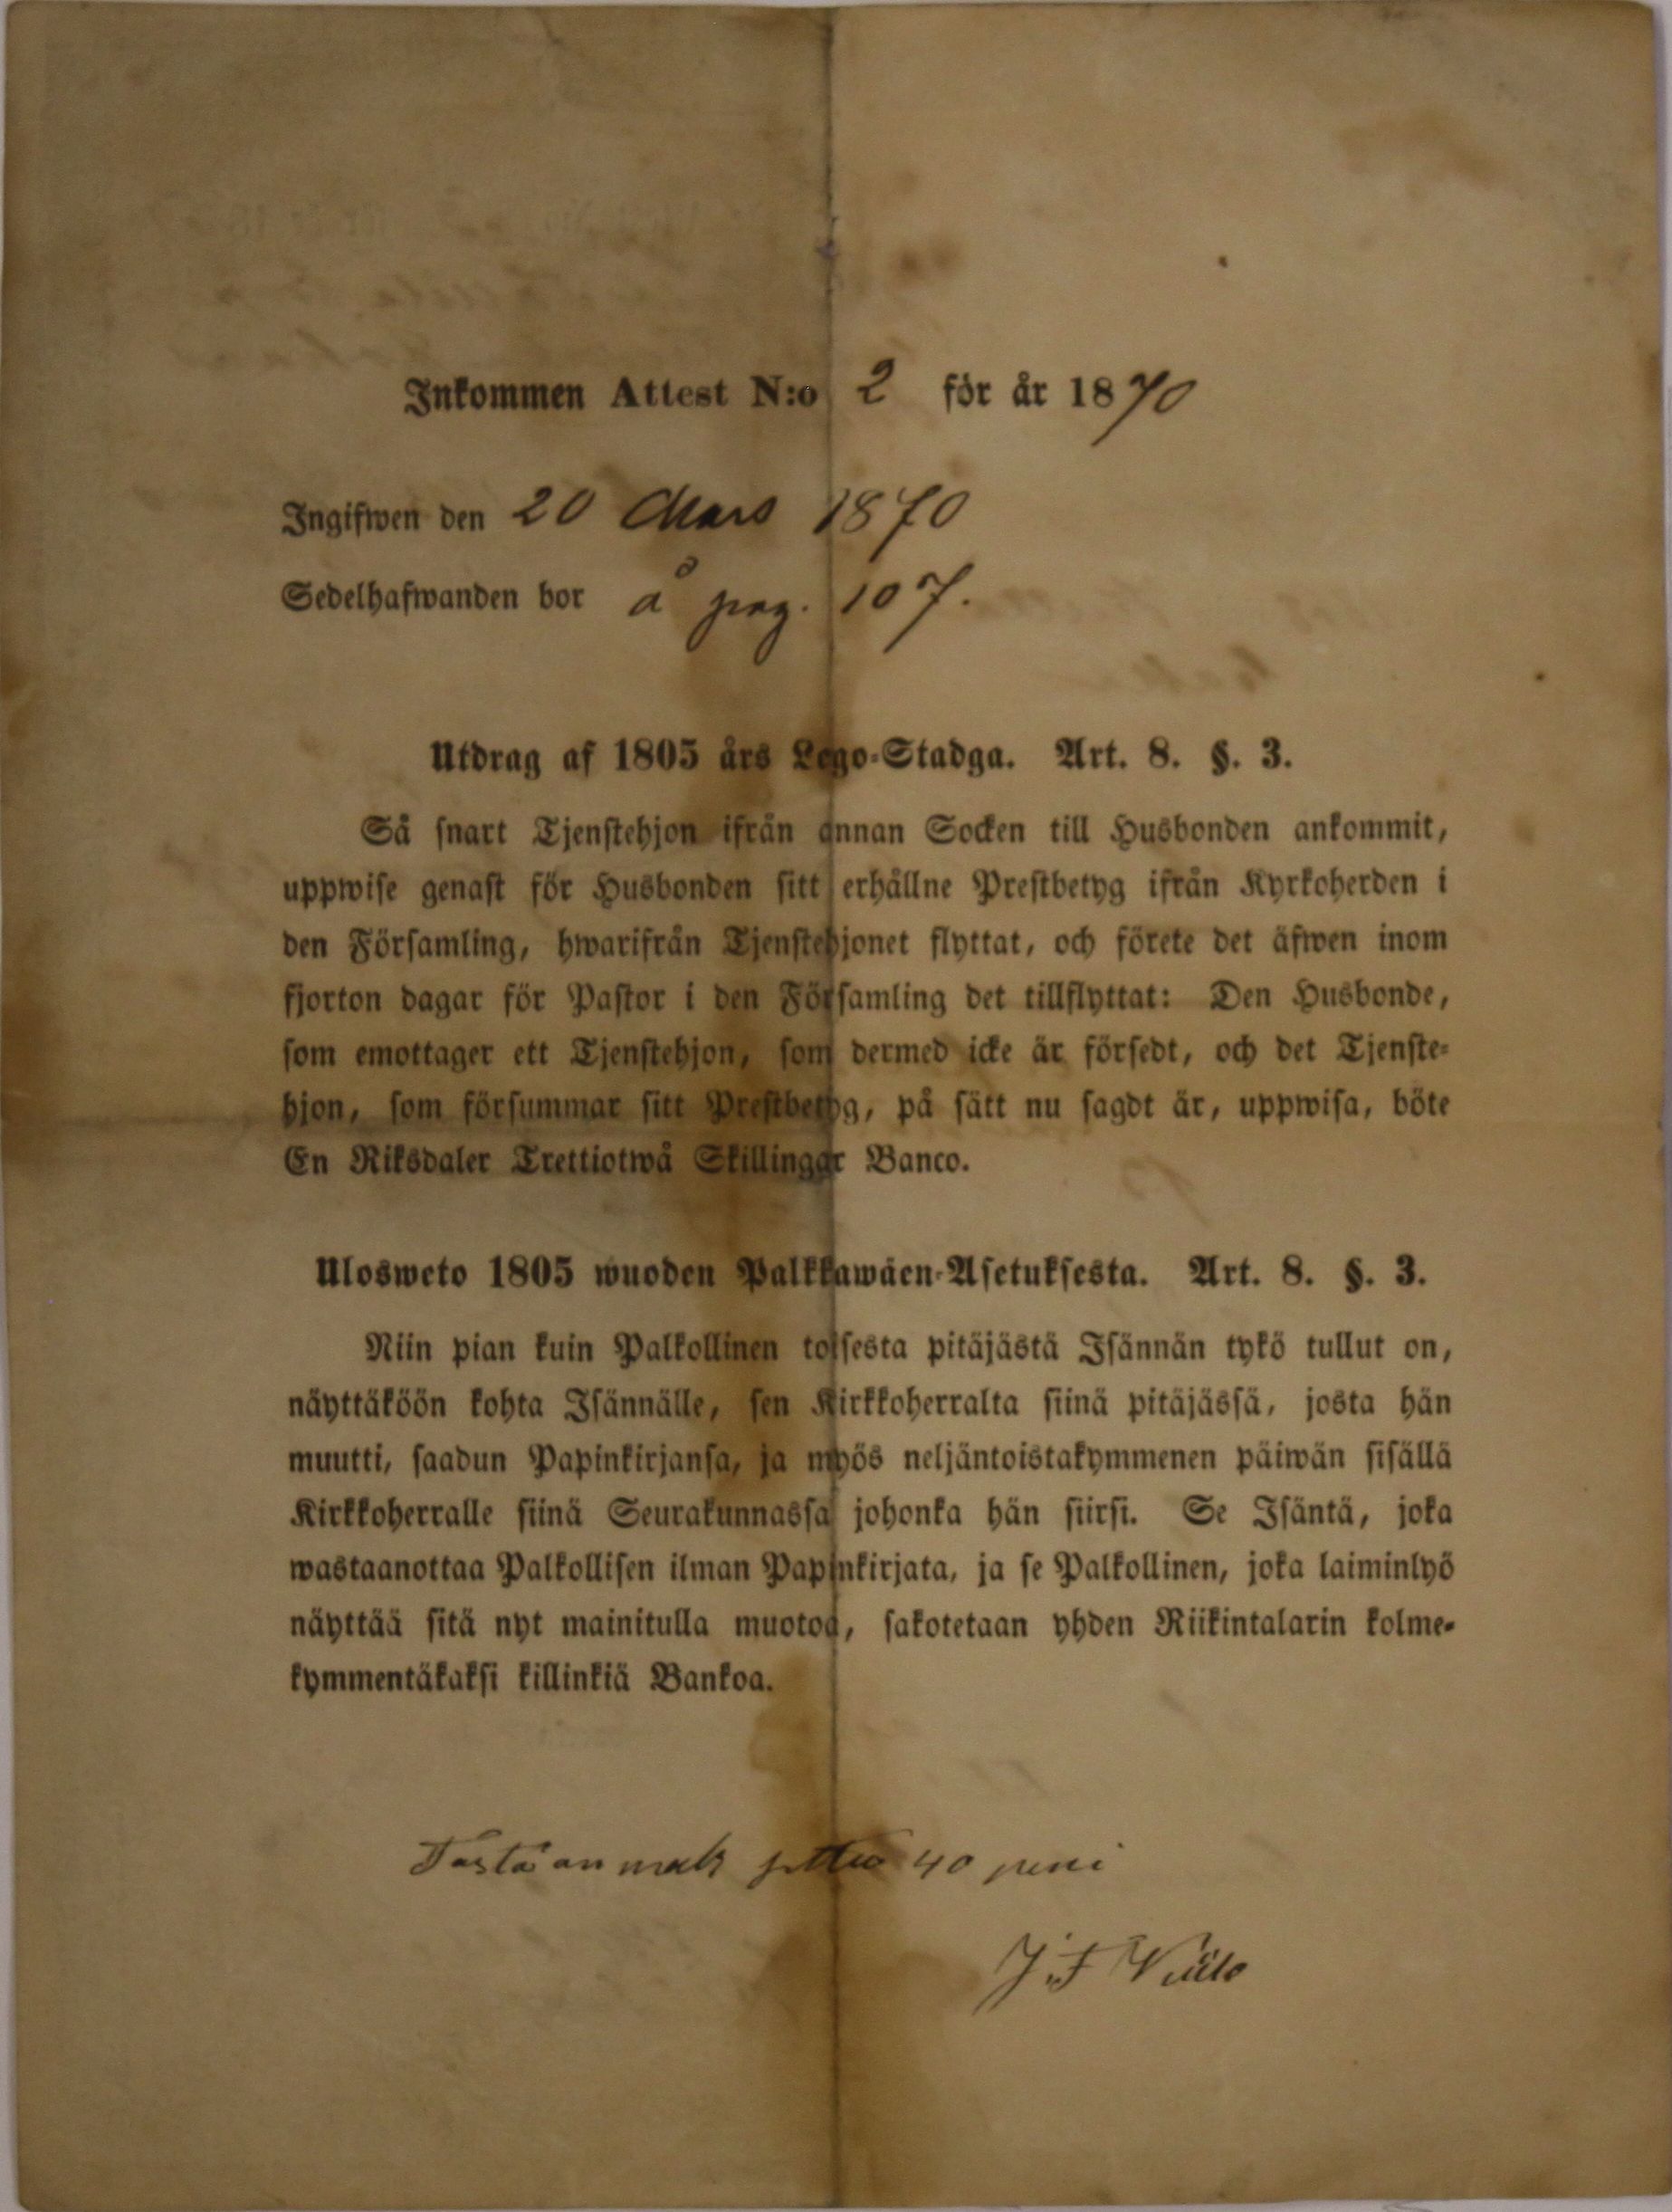 Inkommen Attest N:o 2 för år 1870
Ingifwen den 20 Mars 1870
Sedelhafwanden bor å pag. 107.
Utdrag af 1805 års Lego-Stadga. Art. 8. §. 3.
Så snart Tjenstehjon ifrån annan Socken till Husbonden ankommit,
uppwise genast för Husbonden sitt erhållne Prestbetyg ifrån Kyrkoherden i
den Församling, hwarifrån Tjenstehjonet flyttat, och förete det äfwen inom
fjorton dagar för Pastor i den Församling det tillflyttat: Den Husbonde,
som emottager ett Tjenstehjon, som dermed icke är försedt, och det Tjenste-
hjon, som försummar sitt Prestbetyg, på sätt nu sagdt är, uppwisa, böte
En Riksdaler Trettiotwå Skillingar Banco.
Ulosweto 1805 wuoden Palkkawäen-Asetuksesta. Art. 8. §. 3.
Niin pian kuin Palkollinen toisesta pitäjästä Isännän tykö tullut on,
näyttäköön kohta Isännälle, sen Kirkkoherralta siinä pitäjässä, josta hän
muutti, saadun Papinkirjansa, ja myös neljäntoistakymmenen päiwän sisällä
Kirkkoherralle siinä Seurakunnassa johonka hän siirsi. Se Isäntä, joka
wastaanottaa Palkollisen ilman Papinkirjata, ja se Palkollinen, joka laiminlyö
näyttää sitä nyt mainitulla muotoa, sakotetaan yhden Riikintalarin kolme-
kymmentäkaksi killinkiä Bankoa.
Tästä on mak 40 peni
J. F.